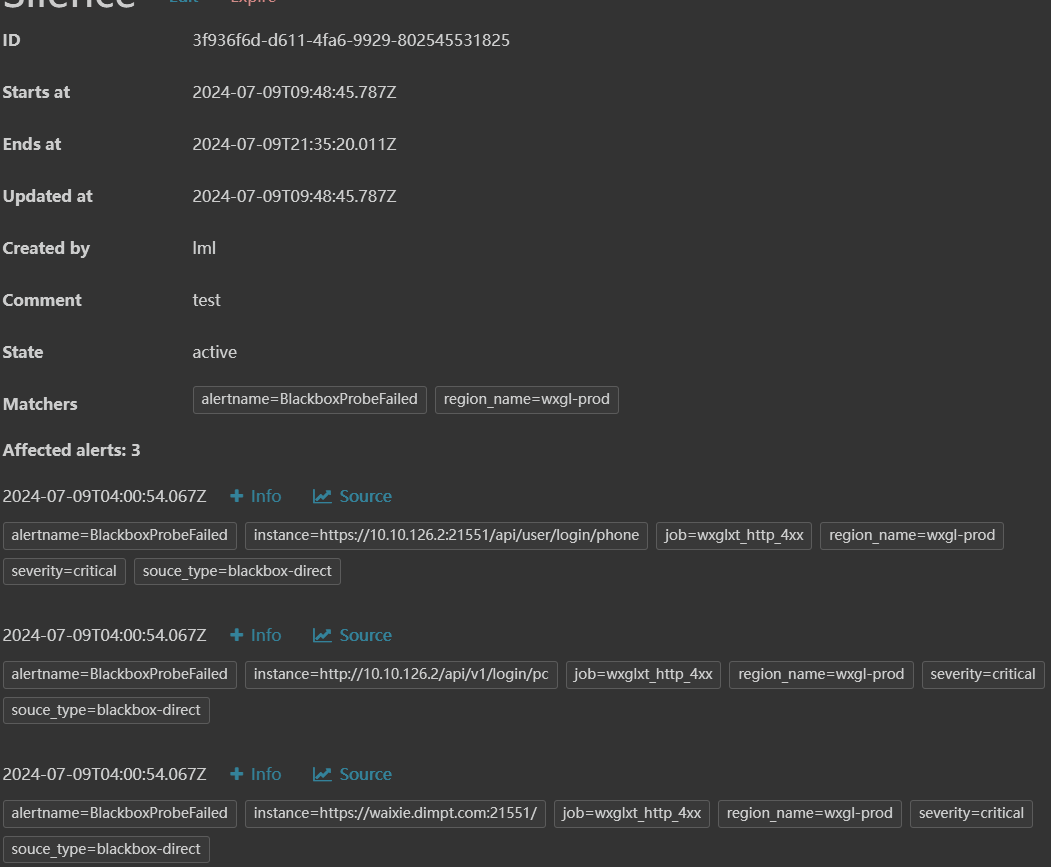 Silence Edit Expire
ID 3f936f6d-d611-4fa6-9929-802545531825
Starts at 2024-07-09T09:48:45.787Z
Ends at 2024-07-09T21:35:20.011Z
Updated at 2024-07-09T09:48:45.787Z
Created by lml
Comment test
State active
Matchers alertname=BlackboxProbeFailed region_name=wxgl-prod
Affected alerts: 3
2024-07-09T04:00:54.067Z + Info Source
alertname=BlackboxProbeFailed instance=https://10.10.126.2:21551/api/user/login/phone job=wxglxt_http_4xx region_name=wxgl-prod
severity=critical souce_type=blackbox-direct
2024-07-09T04:00:54.067Z + Info Source
alertname=BlackboxProbeFailed instance=http://10.10.126.2/api/v1/login/pc job=wxglxt_http_4xx region_name=wxgl-prod severity=critical
souce_type=blackbox-direct
2024-07-09T04:00:54.067Z + Info Source
alertname=BlackboxProbeFailed instance=https://waixie.dimpt.com:21551/ job=wxglxt_http_4xx region_name=wxgl-prod severity=critical
souce_type=blackbox-direct